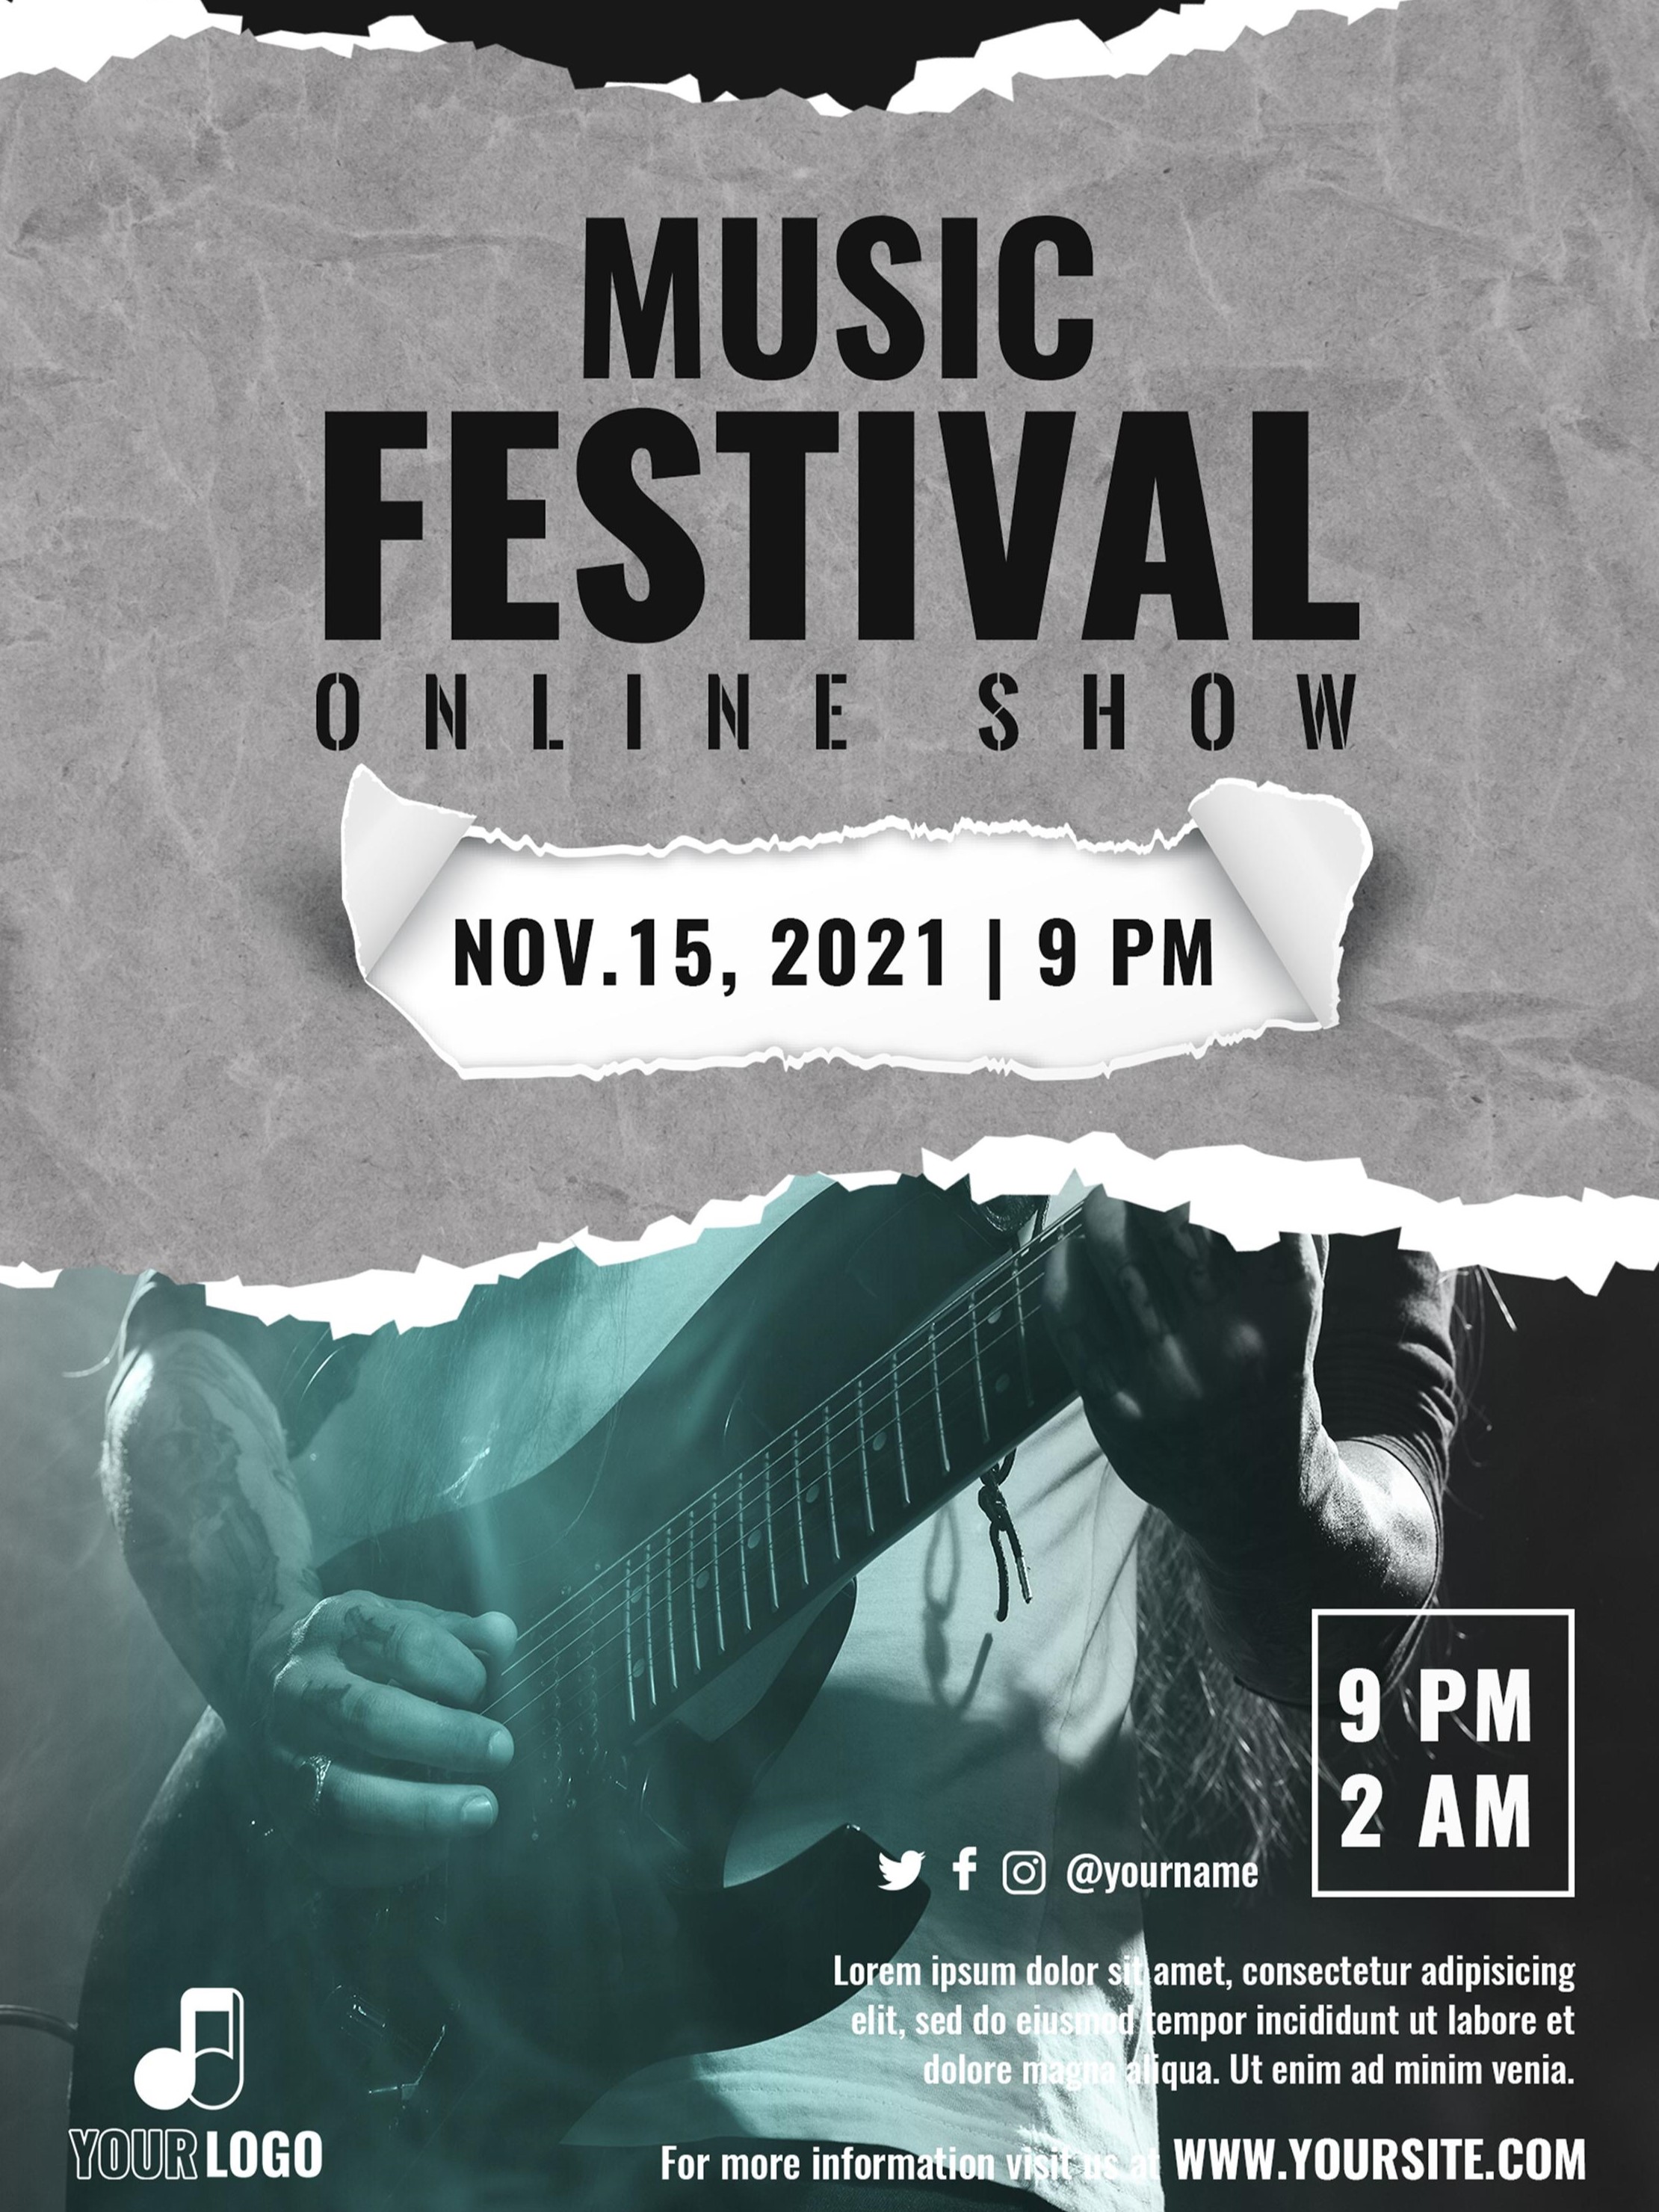 MUSIC
FESTIVAL
ONLINE SHOW
NOV.15, 2021 | 9 PM
9 PM
2 AM
@yourname
Lorem ipsum dolor sit amet, consectetur adipisicing
elit, sed do eiusmod tempor incididunt ut labore et
dolore magna aliqua. Ut enim ad minim venia.
YOUR LOGO
For more information visit us at WWW.YOURSITE.COM